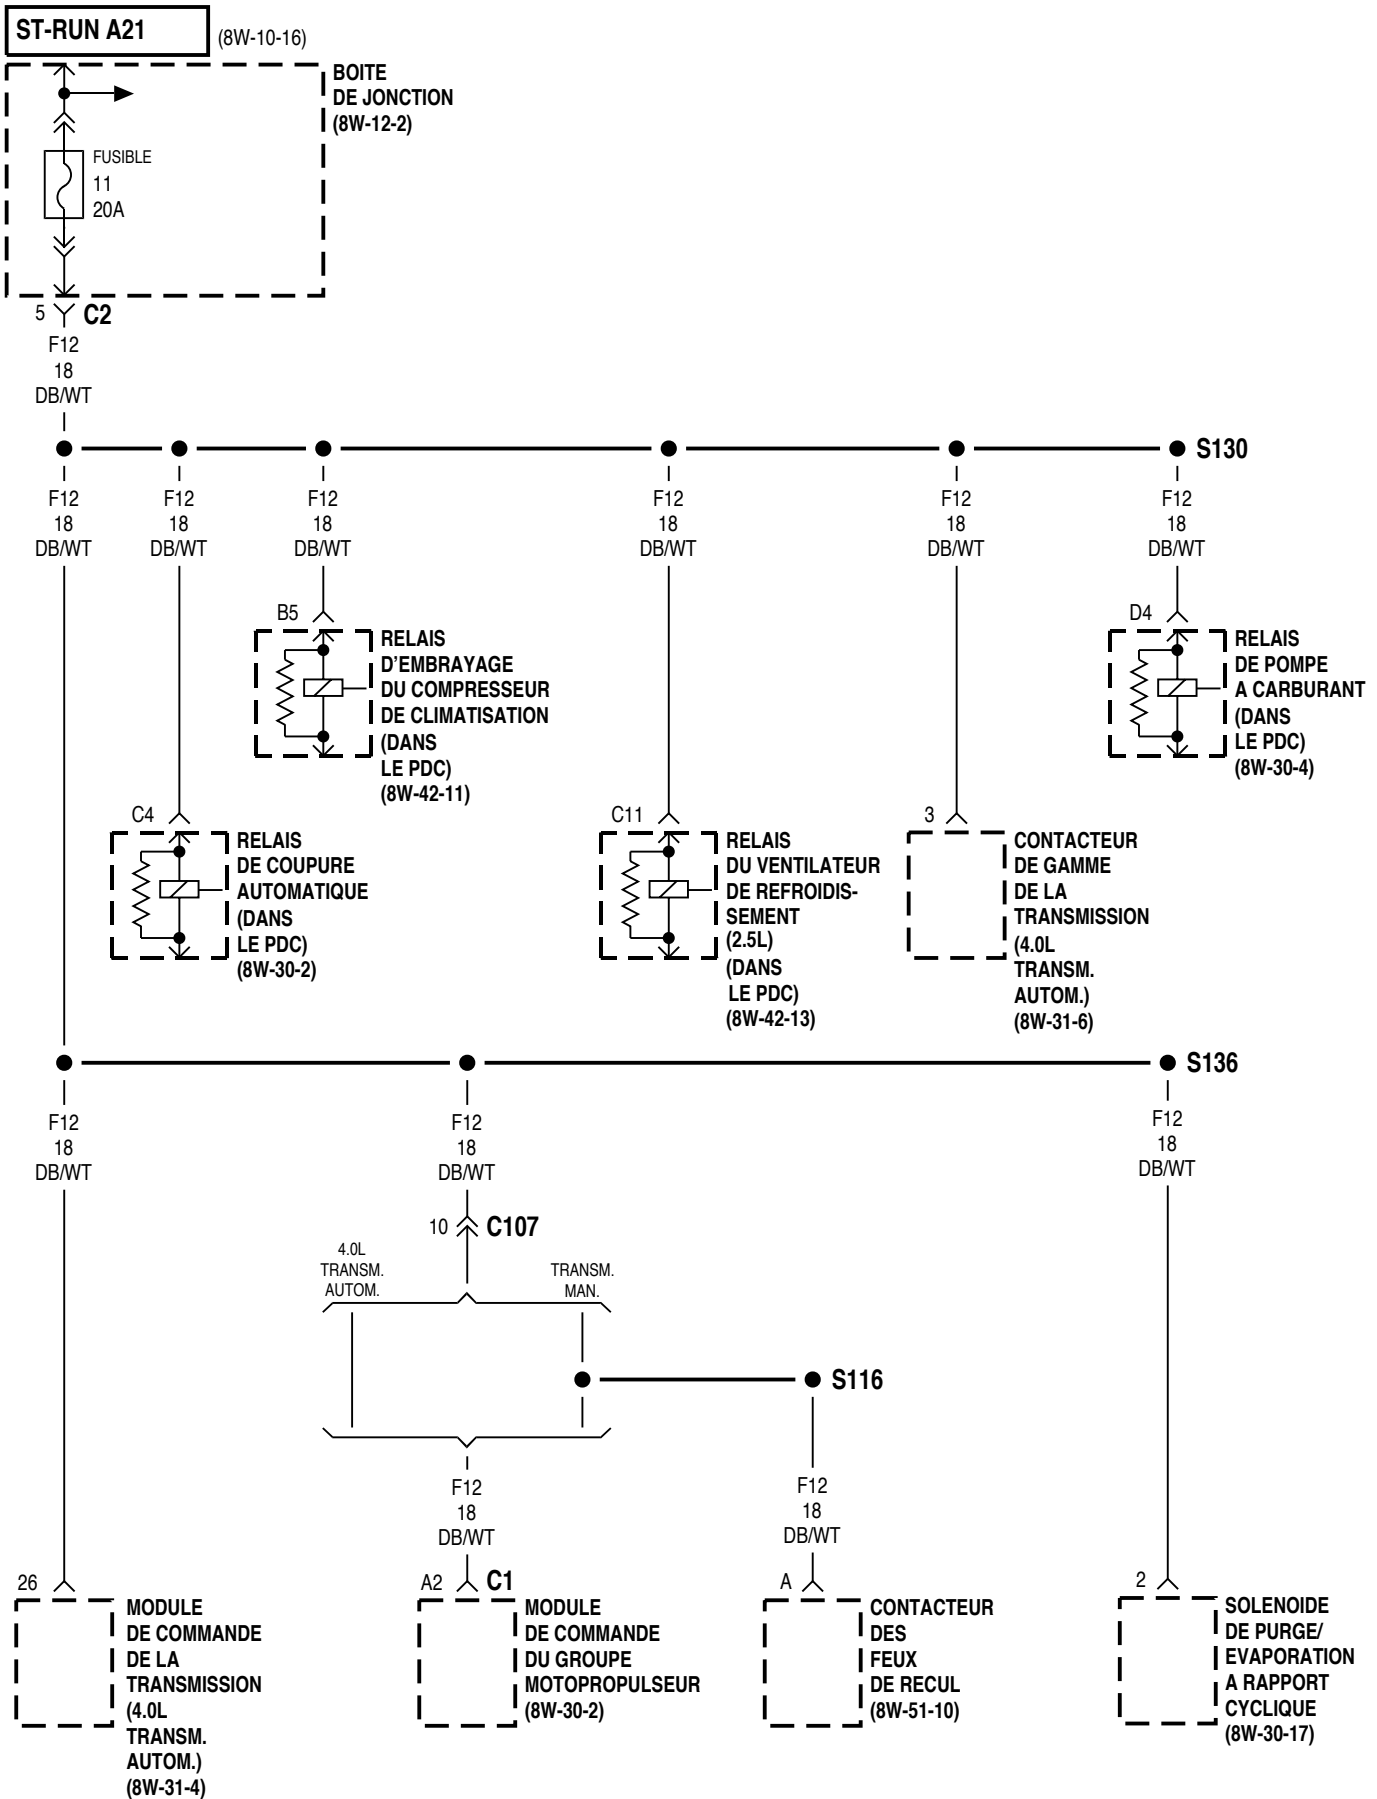 ST-RUN A21
(8W-10-16)
BOITE
DE JONCTION
(8W-12-2)
FUSIBLE
11
20A
5
C2
F12
18
DB/WT
S130
F12
18
DB/WT
F12
18
DB/WT
F12
18
DB/WT
F12
18
DB/WT
F12
18
DB/WT
F12
18
DB/WT
B5
RELAIS
D'EMBRAYAGE
DU COMPRESSEUR
DE CLIMATISATION
(DANS
LE PDC)
(8W-42-11)
D4
RELAIS
DE POMPE
A CARBURANT
(DANS
LE PDC)
(8W-30-4)
C4
RELAIS
DE COUPURE
AUTOMATIQUE
(DANS
LE PDC)
(8W-30-2)
C11
RELAIS
DU VENTILATEUR
DE REFROIDIS-
SEMENT
(2.5L)
(DANS
LE PDC)
(8W-42-13)
3
CONTACTEUR
DE GAMME
DE LA
TRANSMISSION
(4.0L
TRANSM.
AUTOM.)
(8W-31-6)
S136
F12
18
DB/WT
F12
18
DB/WT
F12
18
DB/WT
10
C107
4.0L
TRANSM.
AUTOM.
TRANSM.
MAN.
S116
F12
18
DB/WT
F12
18
DB/WT
26
MODULE
DE COMMANDE
DE LA
TRANSMISSION
(4.0L
TRANSM.
AUTOM.)
(8W-31-4)
A2
C1
MODULE
DE COMMANDE
DU GROUPE
MOTOPROPULSEUR
(8W-30-2)
A
CONTACTEUR
DES
FEUX
DE RECUL
(8W-51-10)
2
SOLENOIDE
DE PURGE/
EVAPORATION
A RAPPORT
CYCLIQUE
(8W-30-17)